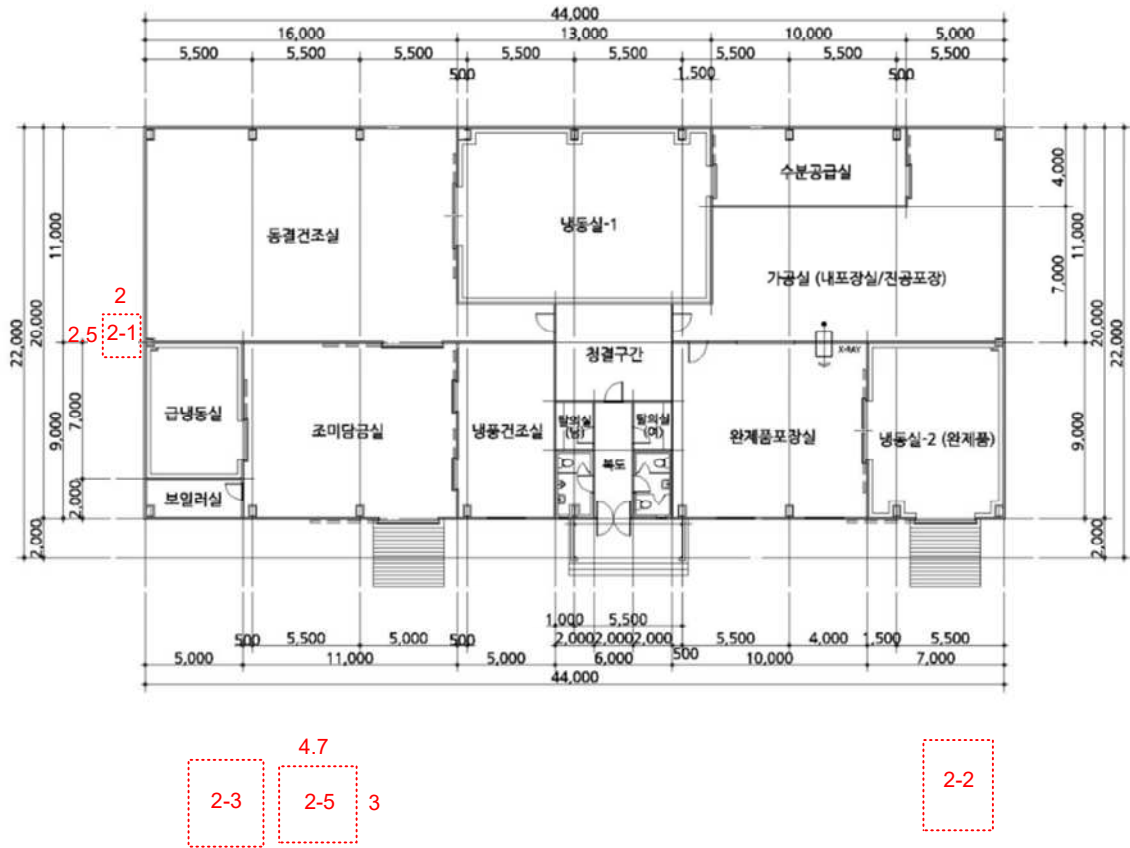 44,000
16,000 13,000 10,000 5,000
5,500 5,500 5,500 5,500 5,500 5,500 5,500 5,500
500 1,500 500
22,000
20,000
11,000
9,000
7,000
2,000
2,000
4,000
7,000
11,000
9,000
2,000
20,000
22,000
수분공급실
냉동실-1
동결건조실
가공실 (내포장실/진공포장)
2
2.5 2-1
청결구간
X-RAY
급냉동실
조미담금실
냉풍건조실
탈의실
(남)
탈의실
(여)
복도
완제품포장실
냉동실-2 (완제품)
보일러실
1,000 5,500
500 5,500 5,000 500 2,000 2,000 2,000 5,500 4,000 1,500 5,500
5,000 11,000 5,000 6,000 500 10,000 7,000
44,000
4.7
2-3 2-5 3
2-2